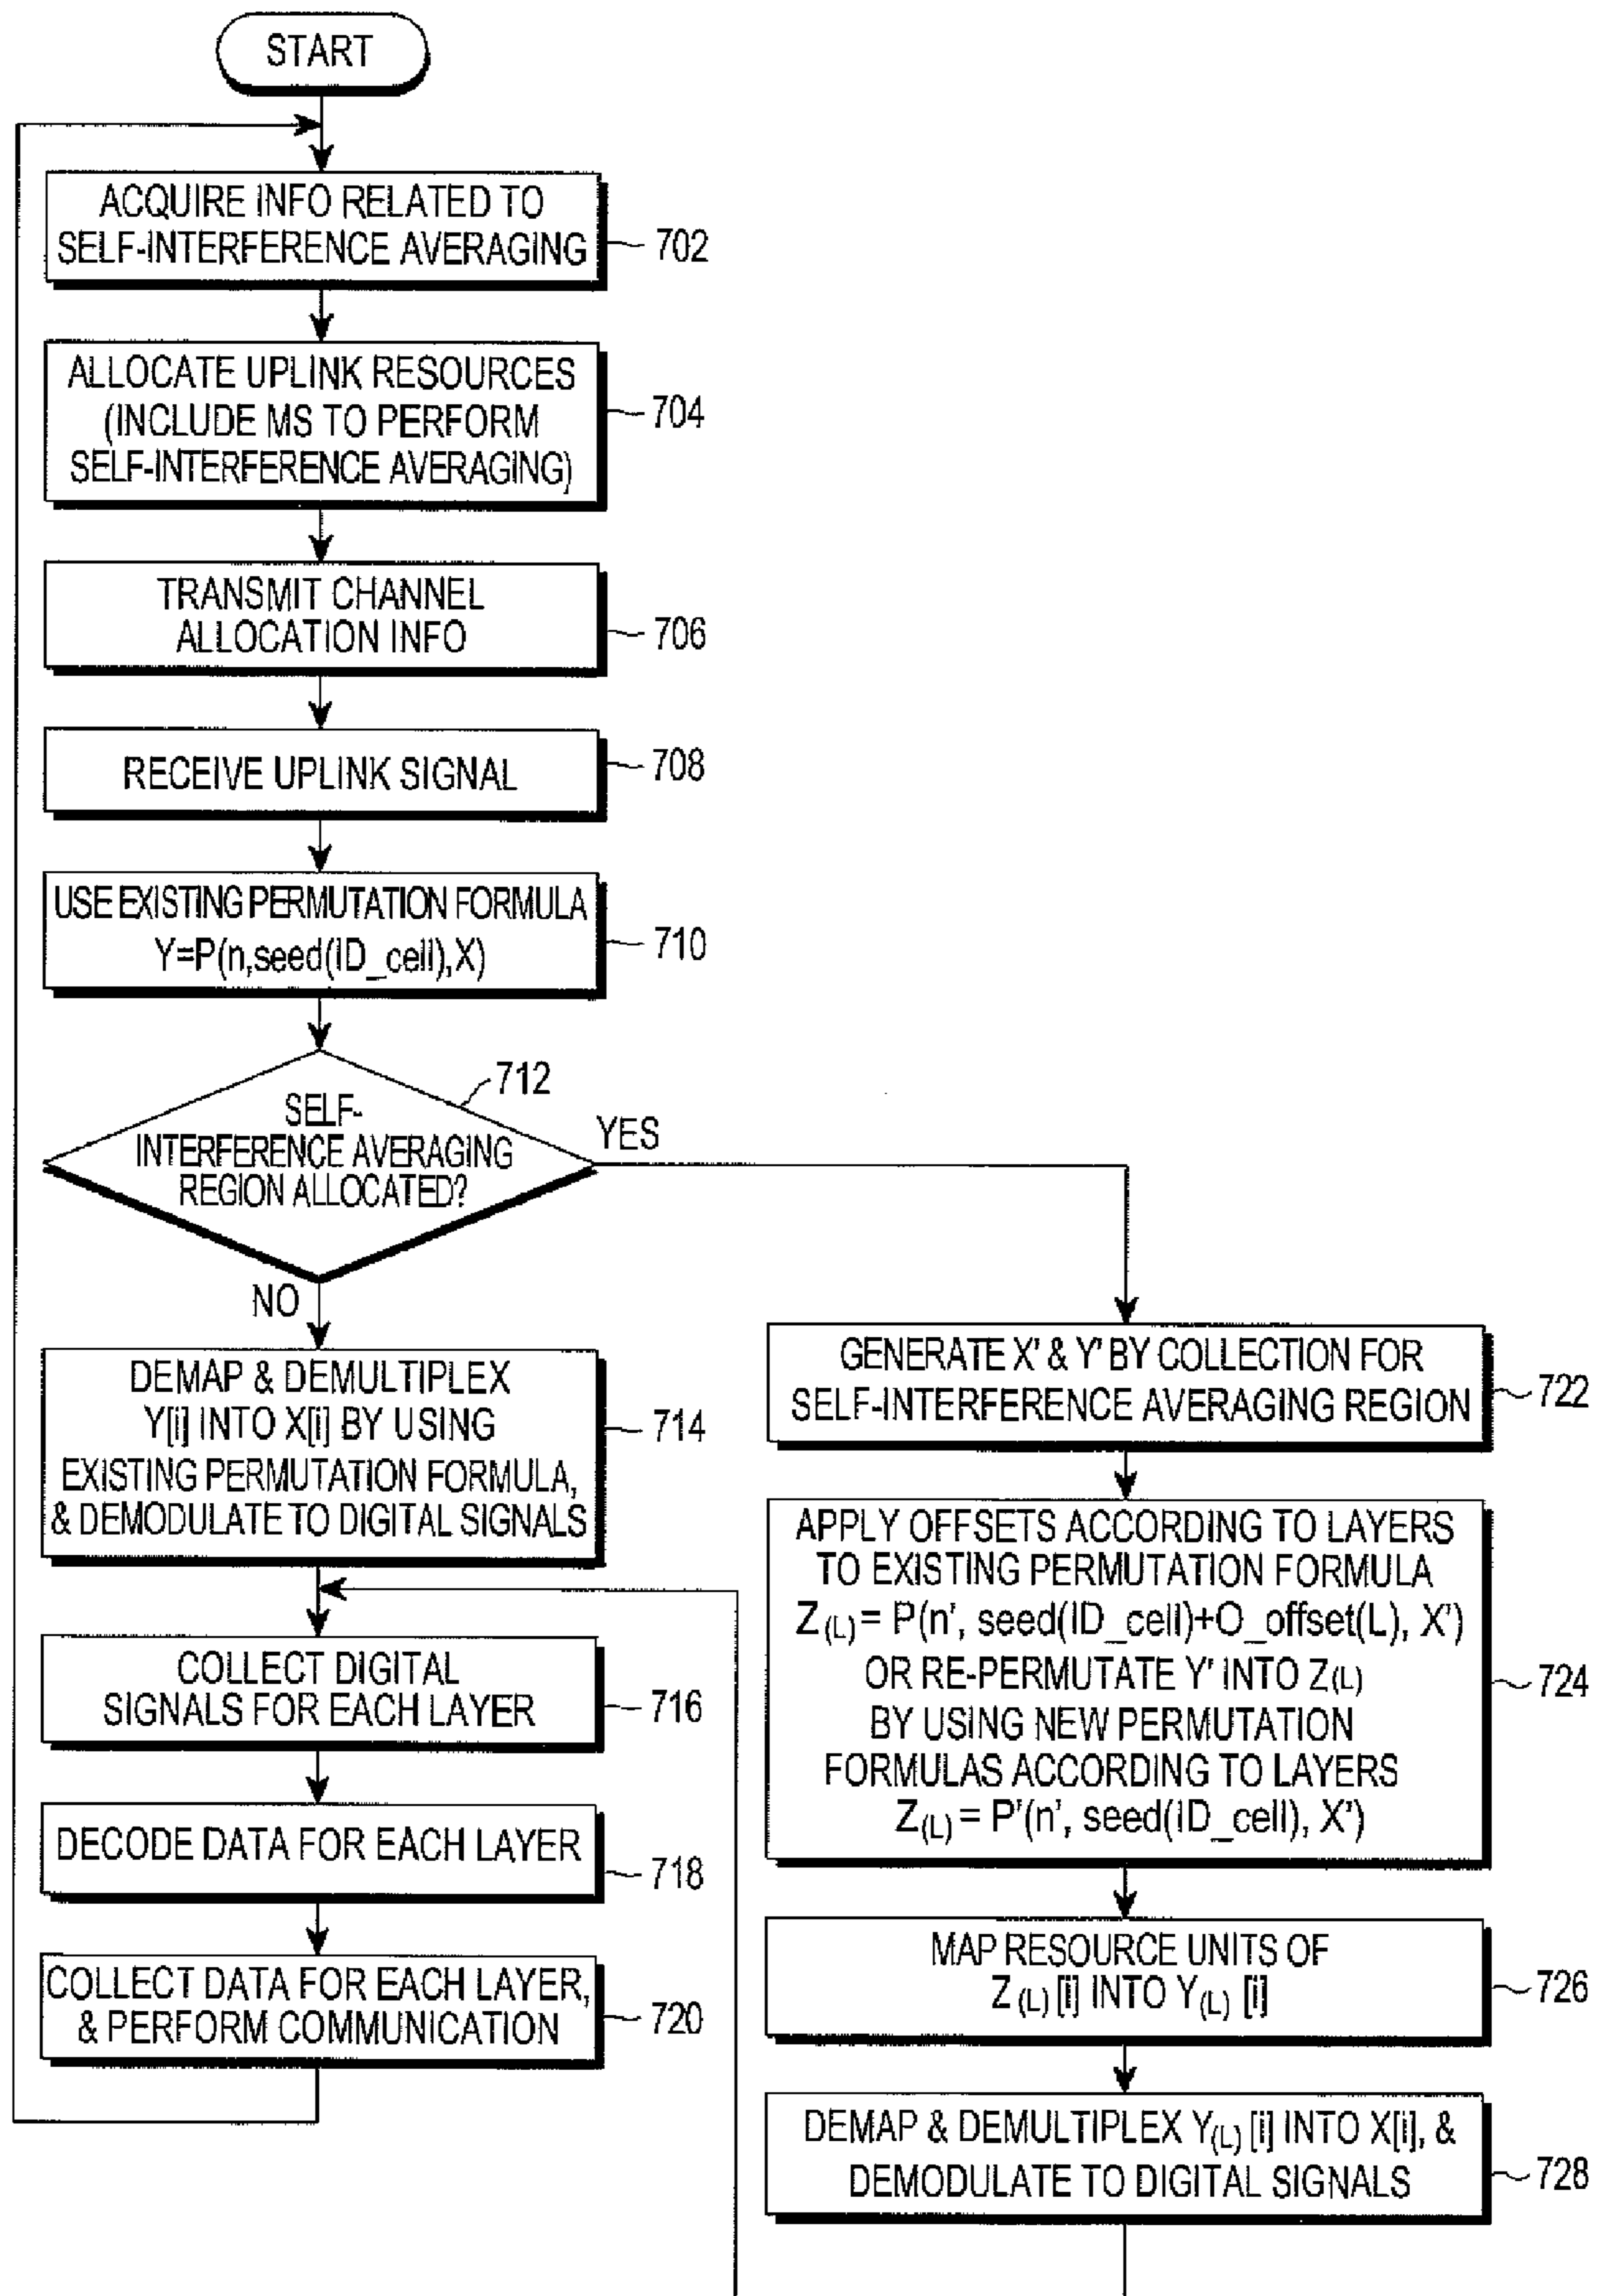 START
ACQUIRE INFO RELATED TO
SELF-INTERFERENCE AVERAGING
702
ALLOCATE UPLINK RESOURCES
(INCLUDE MS TO PERFORM
SELF-INTERFERENCE AVERAGING)
704
TRANSMIT CHANNEL
ALLOCATION INFO
706
RECEIVE UPLINK SIGNAL
708
USE EXISTING PERMUTATION FORMULA
Y=P(n,seed(ID_cell),X)
710
712
SELF-
INTERFERENCE AVERAGING
REGION ALLOCATED?
YES
NO
DEMAP & DEMULTIPLEX
Y[i] INTO X[i] BY USING
EXISTING PERMUTATION FORMULA,
& DEMODULATE TO DIGITAL SIGNALS
714
COLLECT DIGITAL
SIGNALS FOR EACH LAYER
716
DECODE DATA FOR EACH LAYER
718
COLLECT DATA FOR EACH LAYER,
& PERFORM COMMUNICATION
720
GENERATE X' & Y' BY COLLECTION FOR
SELF-INTERFERENCE AVERAGING REGION
722
APPLY OFFSETS ACCORDING TO LAYERS
TO EXISTING PERMUTATION FORMULA
Z(L) = P(n', seed(ID_cell)+O_offset(L), X')
OR RE-PERMUTATE Y' INTO Z(L)
BY USING NEW PERMUTATION
FORMULAS ACCORDING TO LAYERS
Z(L) = P'(n', seed(ID_cell), X')
724
MAP RESOURCE UNITS OF
Z(L) [i] INTO Y(L) [i]
726
DEMAP & DEMULTIPLEX Y(L) [i] INTO X[i], &
DEMODULATE TO DIGITAL SIGNALS
728